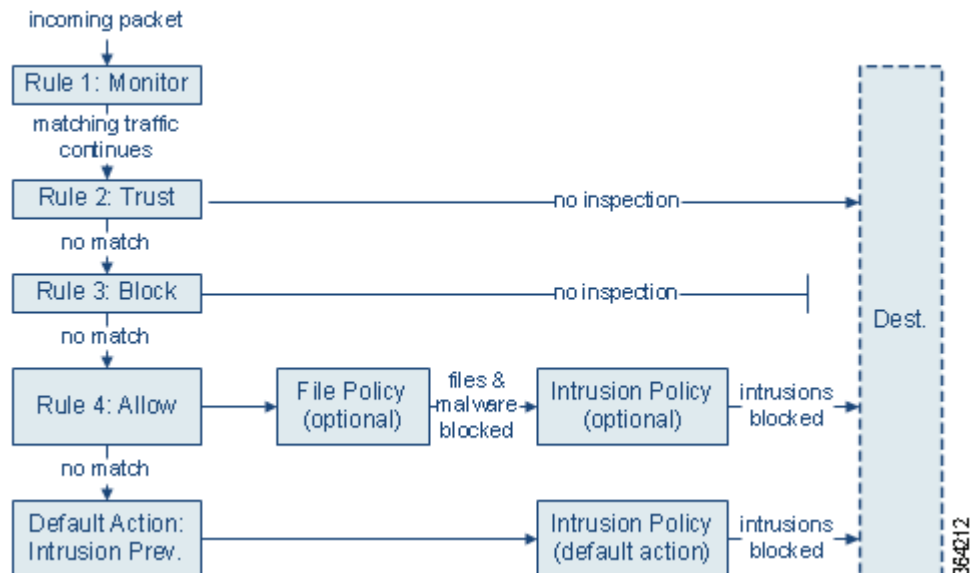 incoming packet
Rule 1: Monitor
matching traffic
continues
Rule 2: Trust
no inspection
no match
Rule 3: Block
no inspection
no match
Dest.
Rule 4: Allow
File Policy
(optional)
files &
malware
blocked
Intrusion Policy
(optional)
intrusions
blocked
no match
Default Action:
Intrusion Prev.
Intrusion Policy
(default action)
intrusions
blocked
364212